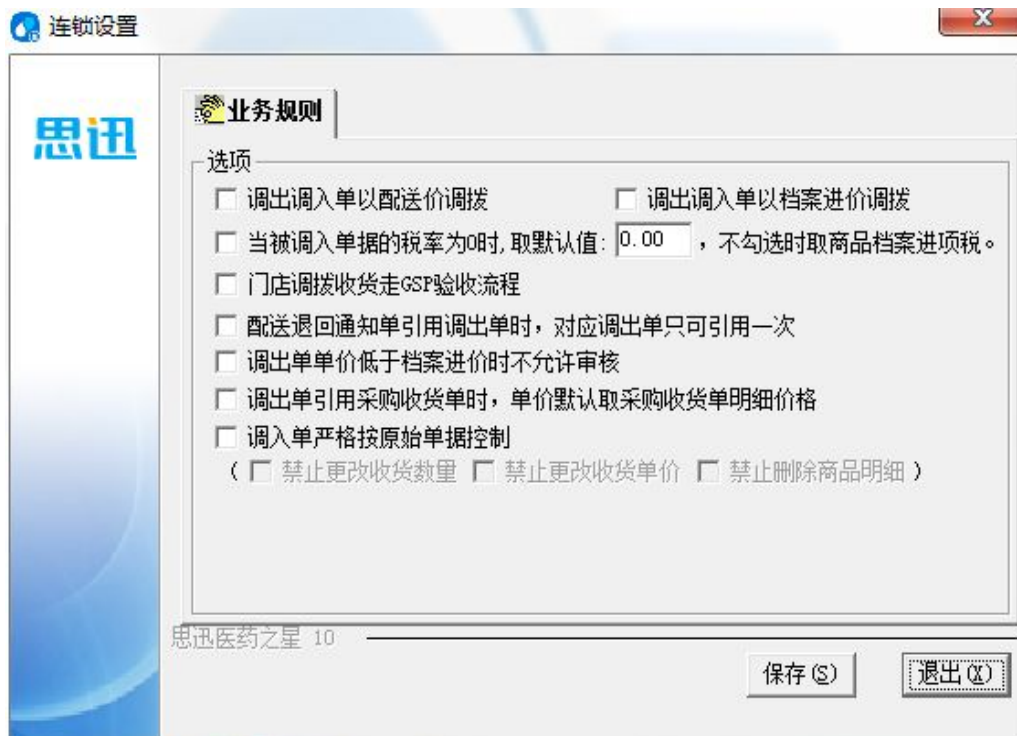 连锁设置
思迅
业务规则
选项
调出调入单以配送价调拨 调出调入单以档案进价调拨
当被调入单据的税率为0时,取默认值: 0.00 ，不勾选时取商品档案进项税。
门店调拨收货走GSP验收流程
配送退回通知单引用调出单时，对应调出单只可引用一次
调出单单价低于档案进价时不允许审核
调出单引用采购收货单时，单价默认取采购收货单明细价格
调入单严格按原始单据控制
（ 禁止更改收货数量 禁止更改收货单价 禁止删除商品明细 ）
思迅医药之星 10
保存(S) 退出(X)